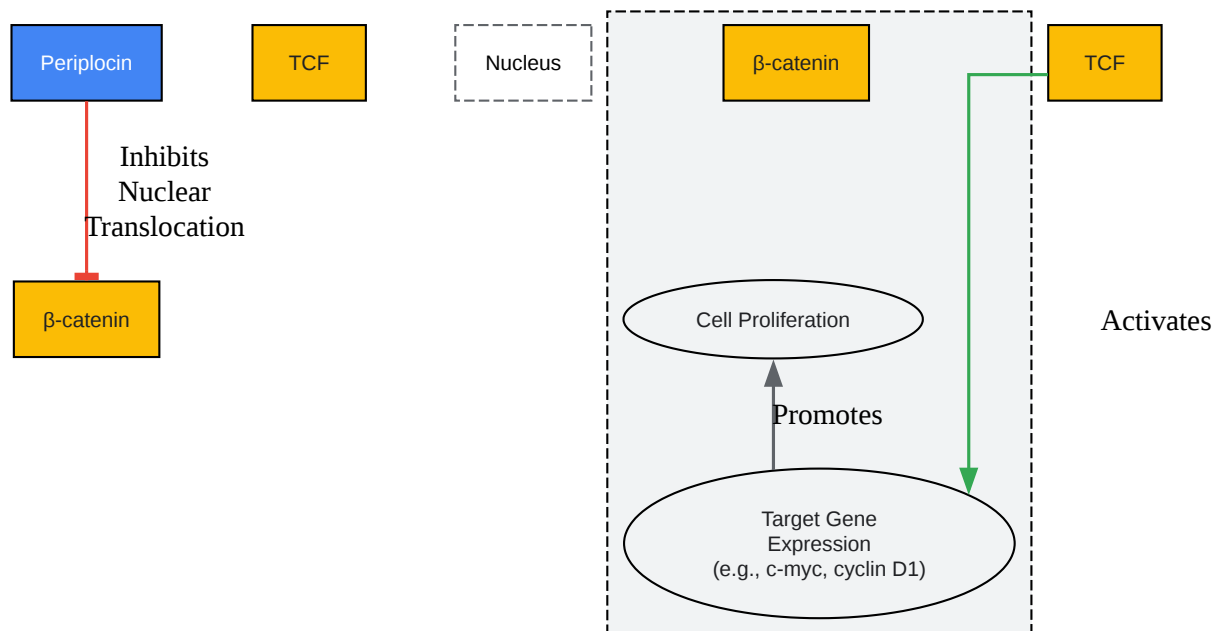 Periplocin
TCF
Nucleus
β-catenin
TCF
Inhibits
Nuclear
Translocation
β-catenin
Cell Proliferation
Activates
Promotes
Target Gene
Expression
(e.g., c-myc, cyclin D1)